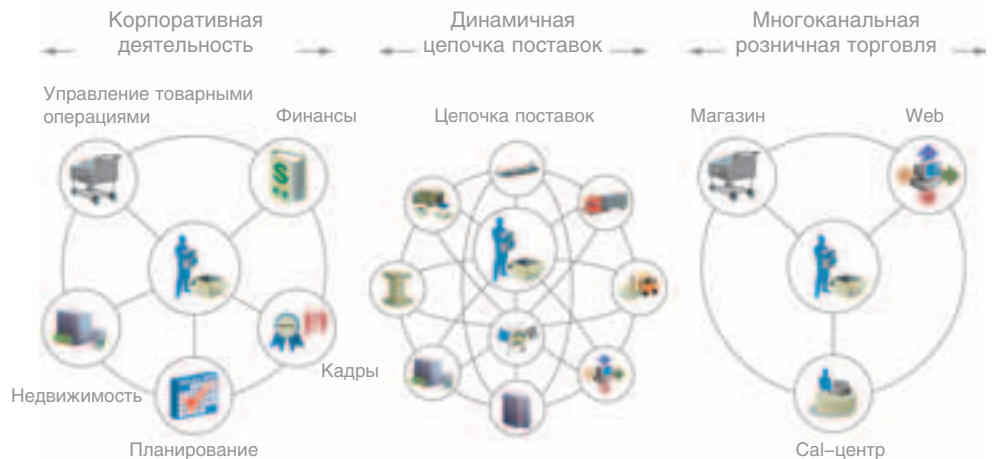 Корпоративная
деятельность
Динамичная
цепочка поставок
Многоканальная
розничная торговля
Управление товарными
операциями
Финансы
Цепочка поставок
Магазин
Web
Недвижимость
Кадры
Планирование
Cal–центр